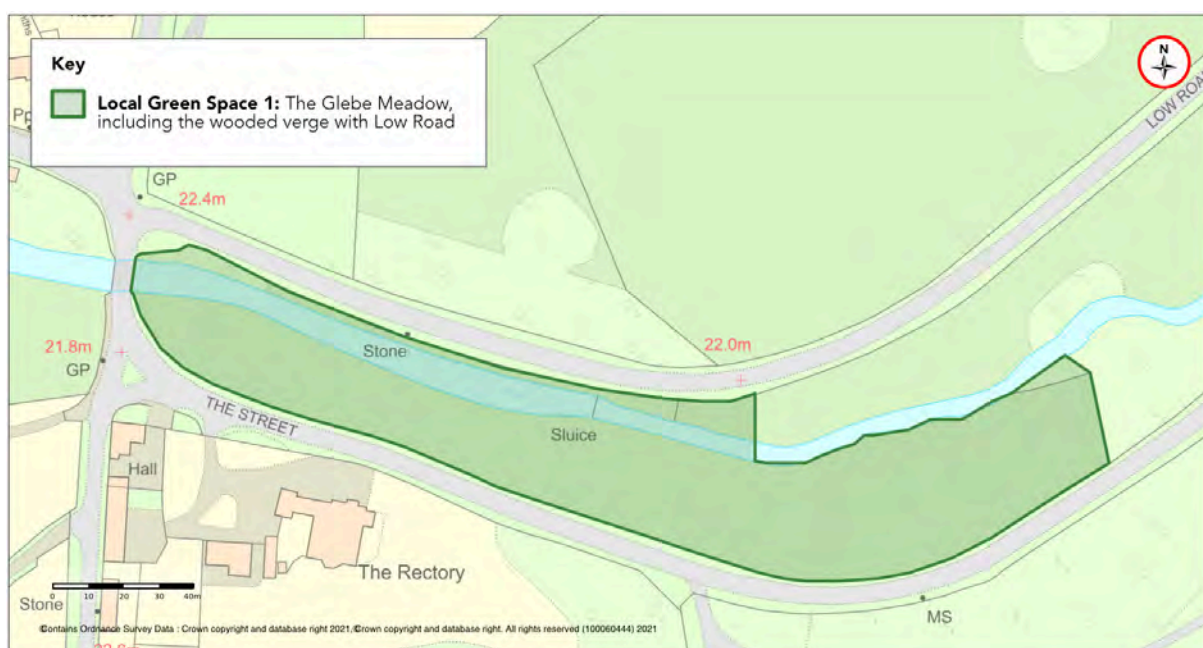 Key
Local Green Space 1: The Glebe Meadow,
including the wooded verge with Low Road
N
LOW ROAD
GP
22.4m
Stone
22.0m
21.8m
GP
THE STREET
Sluice
Hall
The Rectory
0 10 20 30 40m
Stone
MS
©Contains Ordnance Survey Data : Crown copyright and database right 2021,©Crown copyright and database right. All rights reserved (100060444) 2021